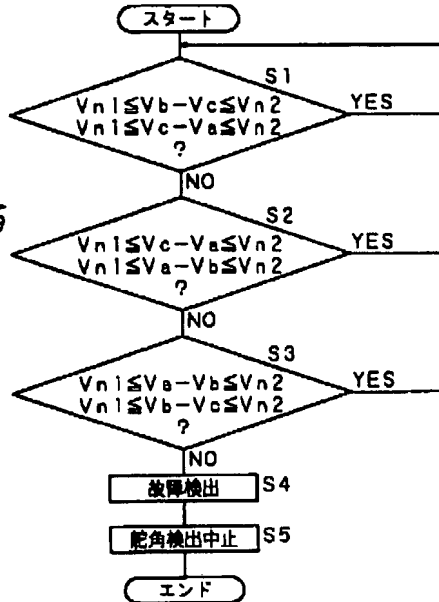 スタート
S1
Vn1≦Vb-Vc≦Vn2
Vn1≦Vc-Va≦Vn2
?
YES
NO
S2
Vn1≦Vc-Va≦Vn2
Vn1≦Va-Vb≦Vn2
?
YES
NO
S3
Vn1≦Va-Vb≦Vn2
Vn1≦Vb-Vc≦Vn2
?
YES
NO
故障検出 S4
舵角検出中止 S5
エンド